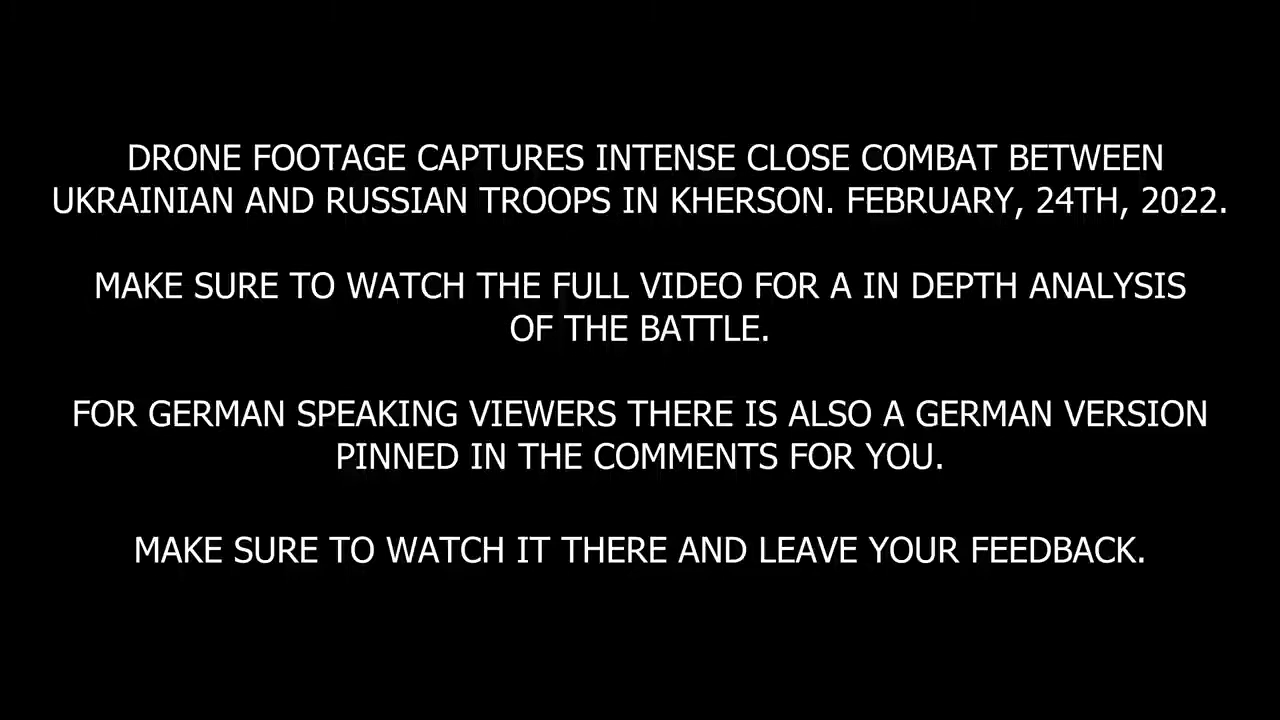 DRONE FOOTAGE CAPTURES INTENSE CLOSE COMBAT BETWEEN
UKRAINIAN AND RUSSIAN TROOPS IN KHERSON. FEBRUARY, 24TH, 2022.
MAKE SURE TO WATCH THE FULL VIDEO FOR A IN DEPTH ANALYSIS
OF THE BATTLE.
FOR GERMAN SPEAKING VIEWERS THERE IS ALSO A GERMAN VERSION
PINNED IN THE COMMENTS FOR YOU.
MAKE SURE TO WATCH IT THERE AND LEAVE YOUR FEEDBACK.